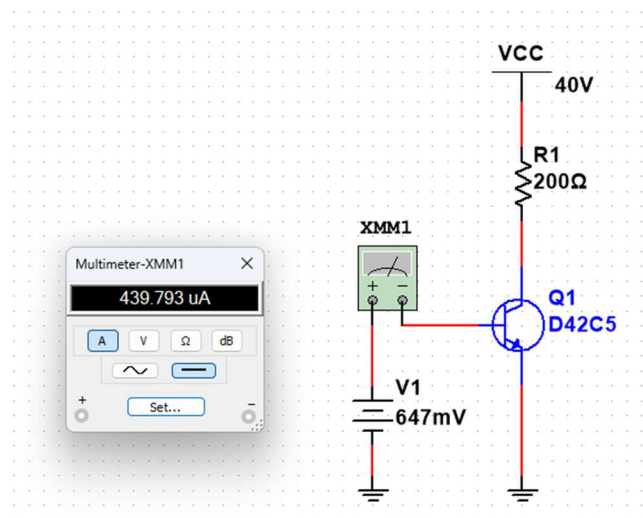 VCC
40V
R1
200Ω
XMM1
+ −
Q1
D42C5
V1
647mV
Multimeter-XMM1
439.793 uA
A V Ω dB
+ Set... −